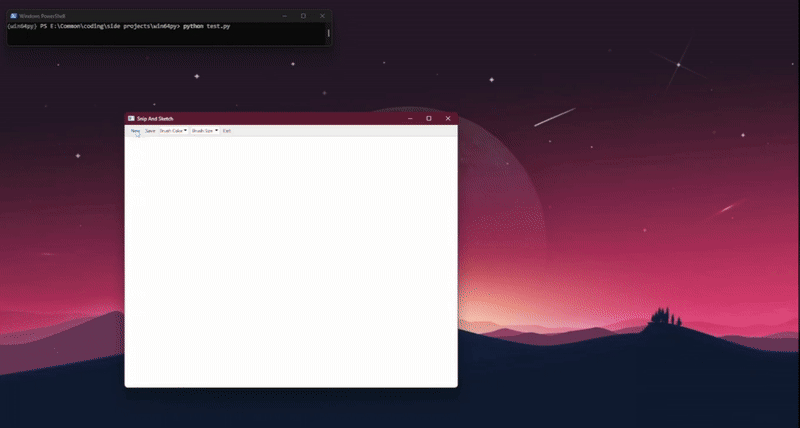 Windows PowerShell
(win64py) PS E:\Common\coding\side projects\win64py> python test.py
Snip And Sketch
New Save Brush Color Brush Size Exit